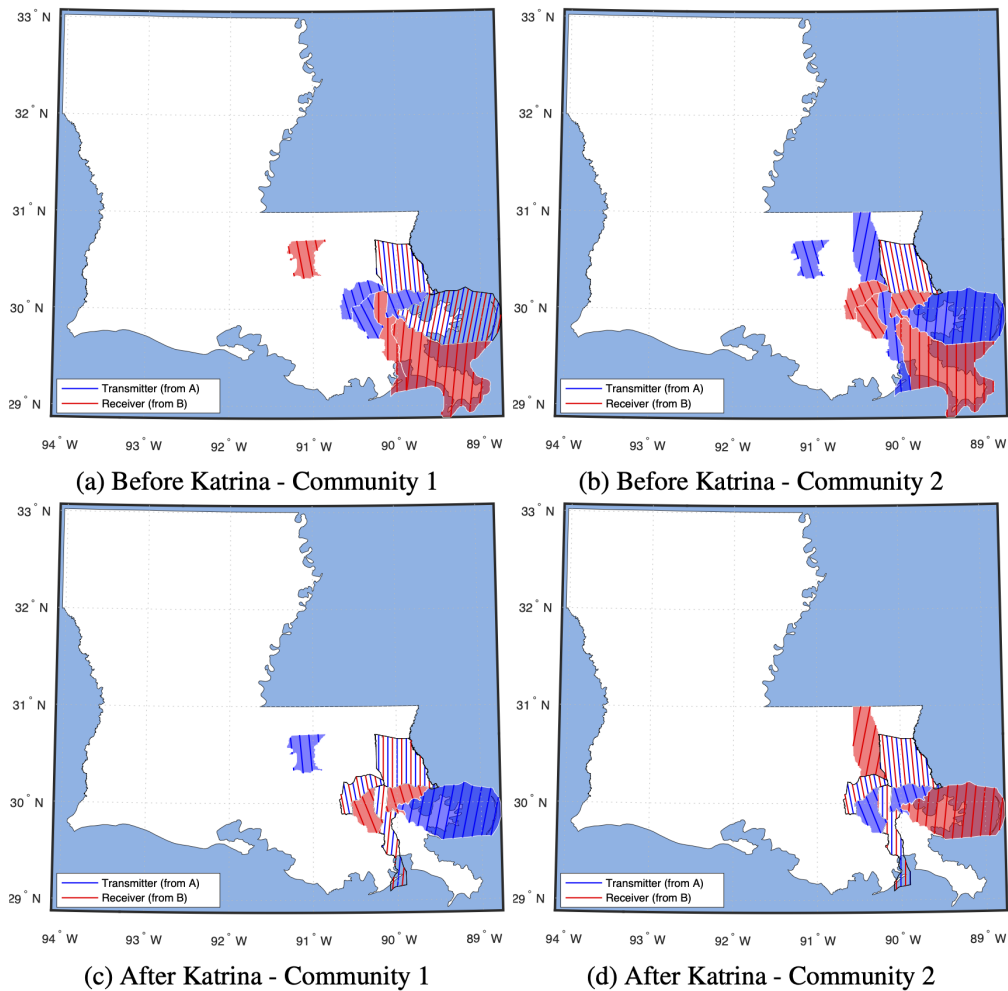 33° N
32° N
31° N
30° N
29° N
Transmitter (from A)
Receiver (from B)
94° W 93° W 92° W 91° W 90° W 89° W
(a) Before Katrina - Community 1
33° N
32° N
31° N
30° N
29° N
Transmitter (from A)
Receiver (from B)
94° W 93° W 92° W 91° W 90° W 89° W
(b) Before Katrina - Community 2
33° N
32° N
31° N
30° N
29° N
Transmitter (from A)
Receiver (from B)
94° W 93° W 92° W 91° W 90° W 89° W
(c) After Katrina - Community 1
33° N
32° N
31° N
30° N
29° N
Transmitter (from A)
Receiver (from B)
94° W 93° W 92° W 91° W 90° W 89° W
(d) After Katrina - Community 2